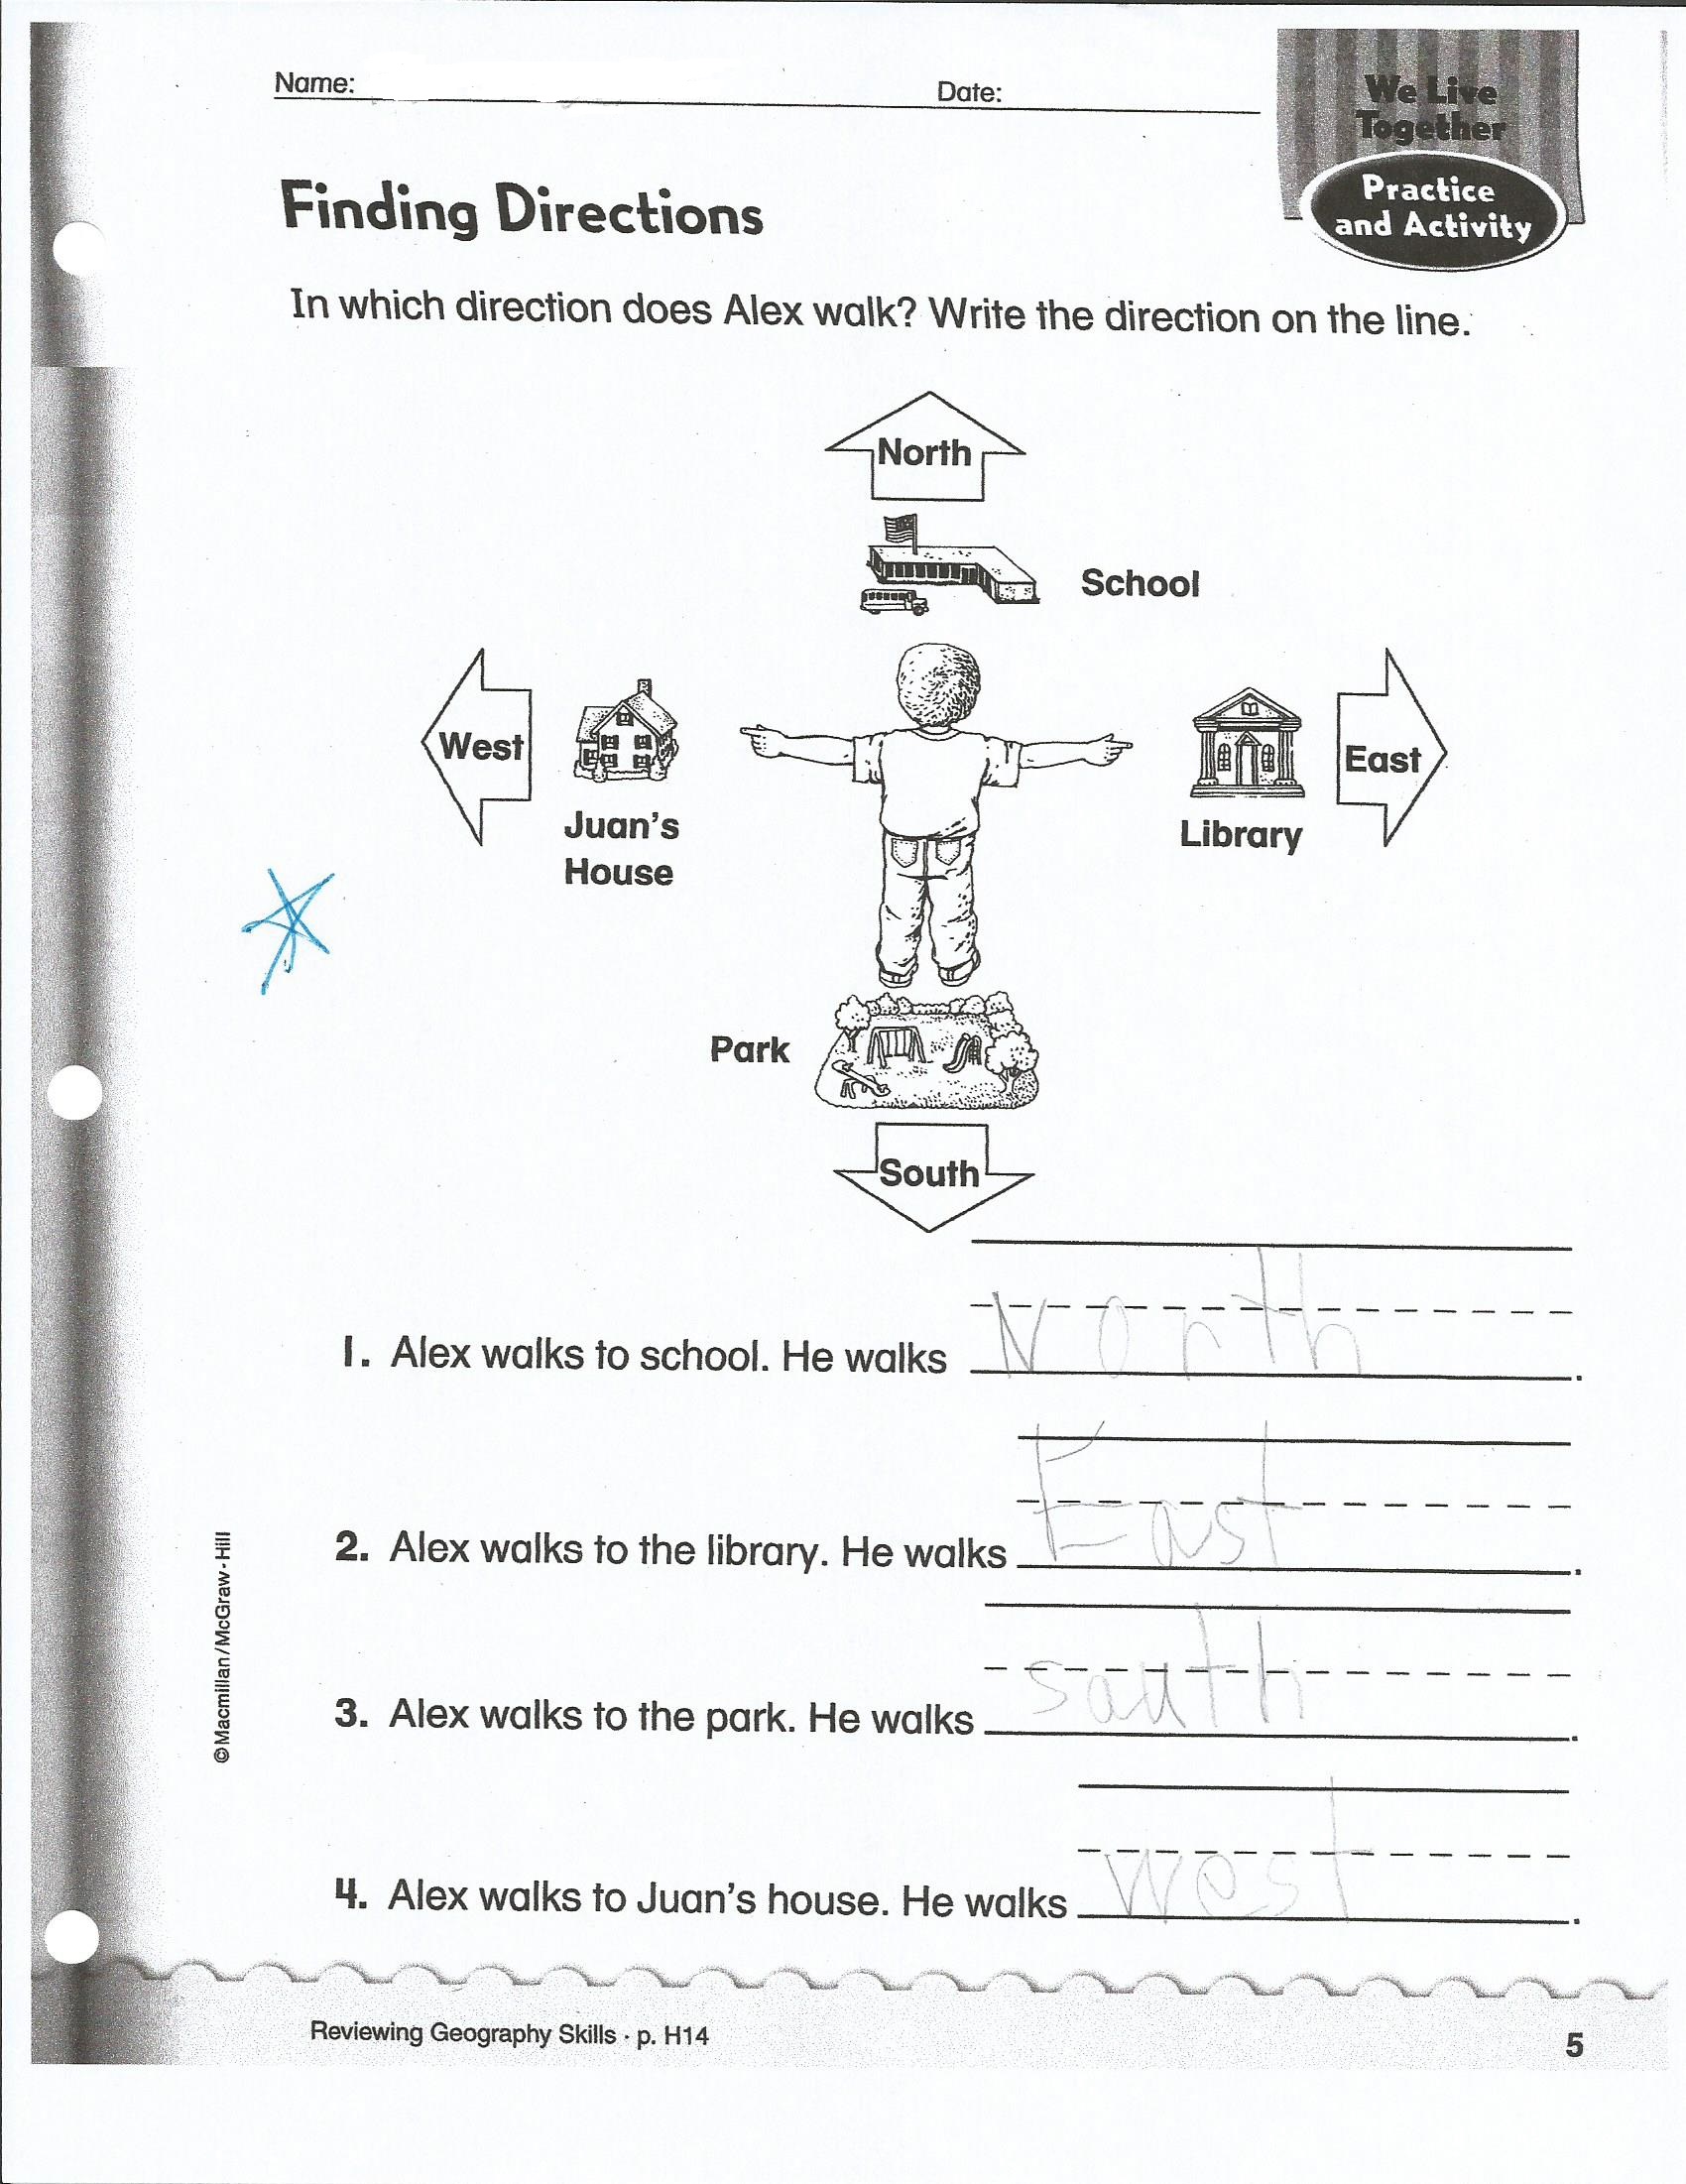 Name: Date:
We Live
Together
Practice
and Activity
Finding Directions
In which direction does Alex walk? Write the direction on the line.
North
School
West
East
Juan's
House
Library
Park
South
1. Alex walks to school. He walks North.
2. Alex walks to the library. He walks East.
3. Alex walks to the park. He walks sauth.
4. Alex walks to Juan's house. He walks west.
©Macmillan/McGraw-Hill
Reviewing Geography Skills · p. H14
5